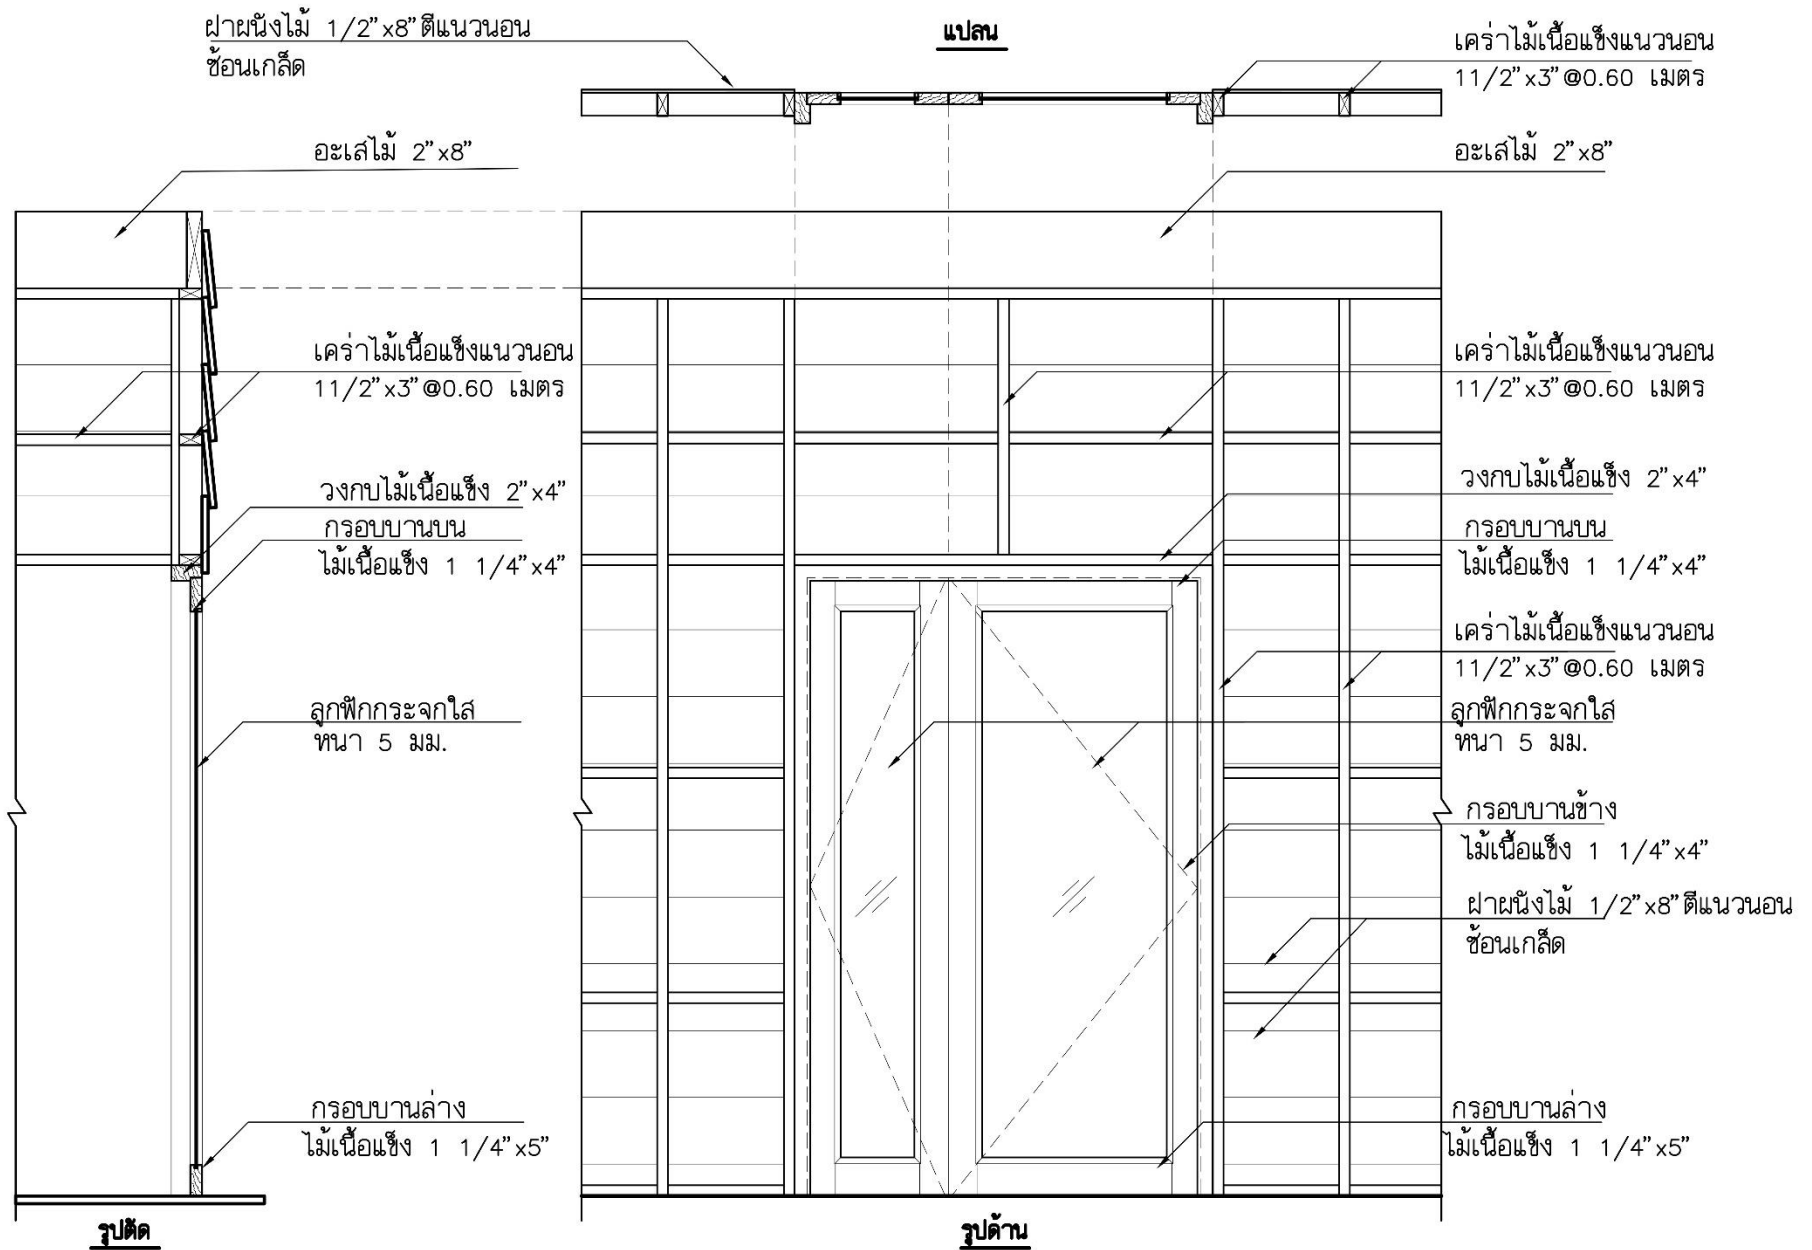 ฝาผนังไม้ 1/2"x8"ตีแนวนอน
ซ้อนเกล็ด
แปลน
เคร่าไม้เนื้อแข็งแนวนอน
11/2"x3"@0.60 เมตร
อะเสไม้ 2"x8"
อะเสไม้ 2"x8"
เคร่าไม้เนื้อแข็งแนวนอน
11/2"x3"@0.60 เมตร
เคร่าไม้เนื้อแข็งแนวนอน
11/2"x3"@0.60 เมตร
วงกบไม้เนื้อแข็ง 2"x4"
วงกบไม้เนื้อแข็ง 2"x4"
กรอบบานบน
ไม้เนื้อแข็ง 1 1/4"x4"
กรอบบานบน
ไม้เนื้อแข็ง 1 1/4"x4"
เคร่าไม้เนื้อแข็งแนวนอน
11/2"x3"@0.60 เมตร
ลูกฟักกระจกใส
หนา 5 มม.
ลูกฟักกระจกใส
หนา 5 มม.
กรอบบานข้าง
ไม้เนื้อแข็ง 1 1/4"x4"
ฝาผนังไม้ 1/2"x8"ตีแนวนอน
ซ้อนเกล็ด
กรอบบานล่าง
ไม้เนื้อแข็ง 1 1/4"x5"
กรอบบานล่าง
ไม้เนื้อแข็ง 1 1/4"x5"
รูปตัด
รูปด้าน